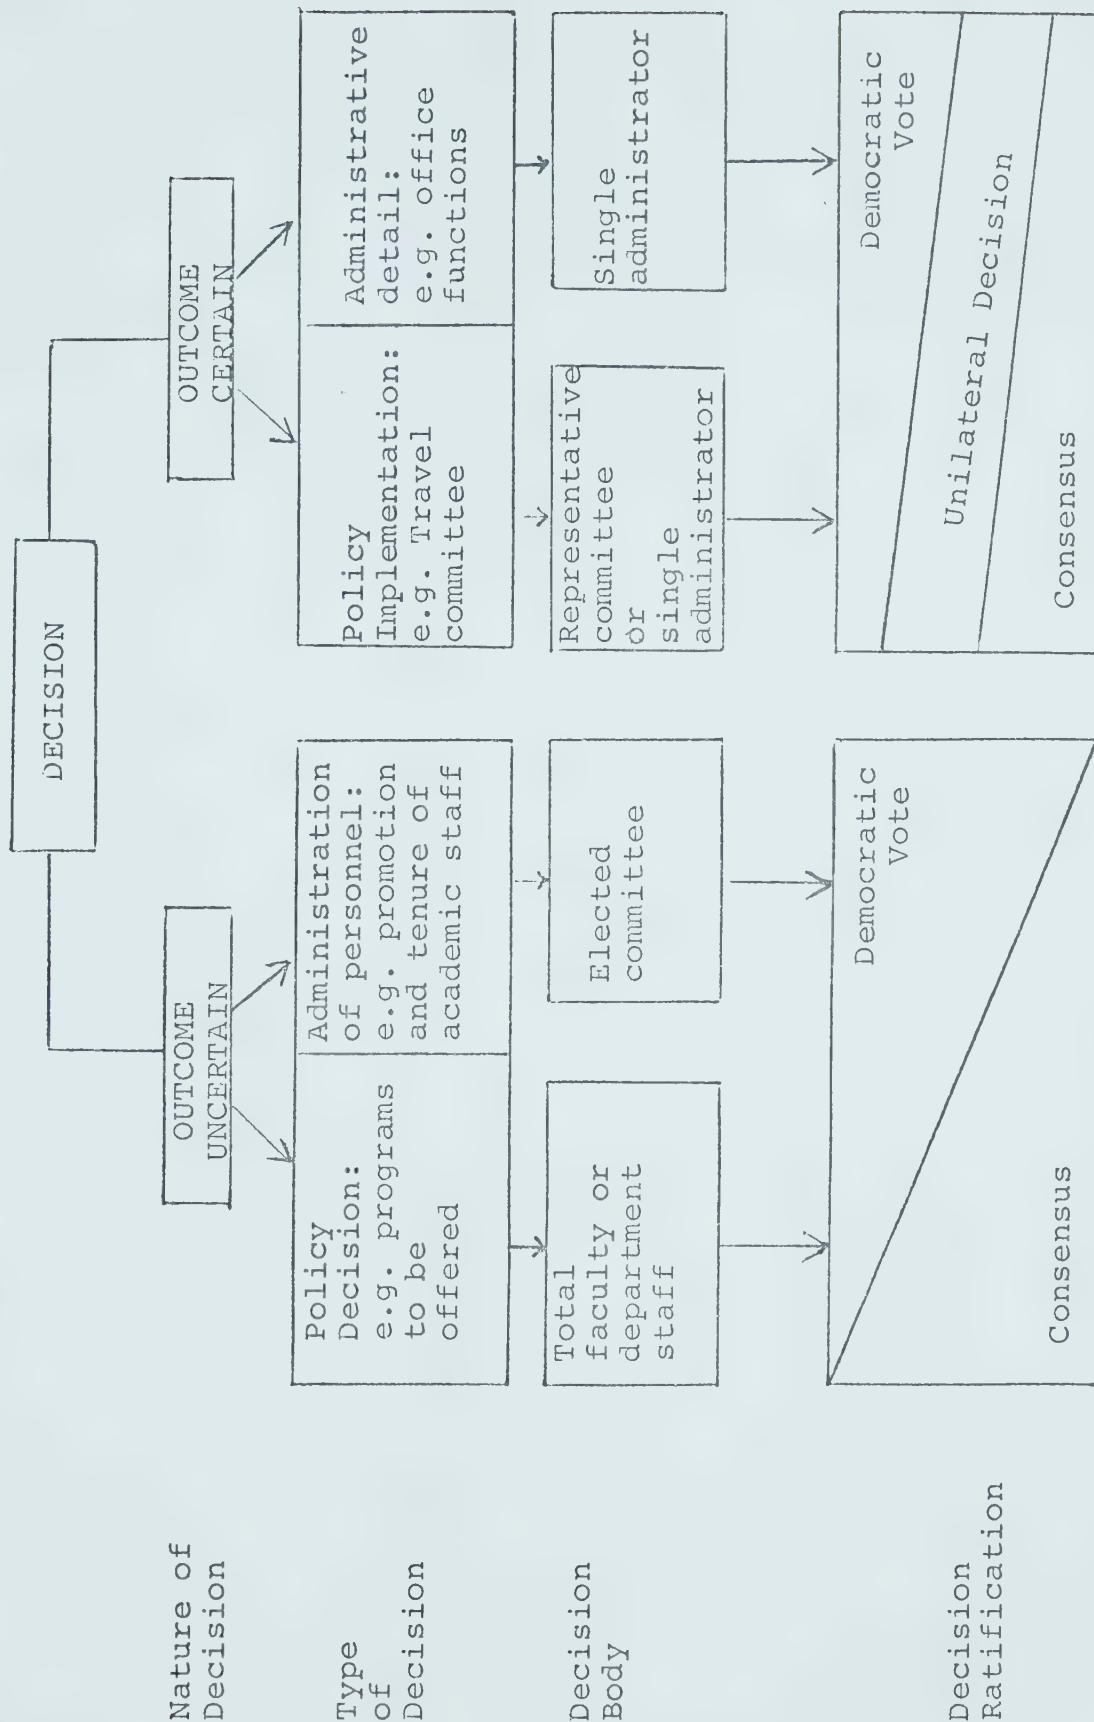 DECISION
Nature of
Decision
OUTCOME
UNCERTAIN
OUTCOME
CERTAIN
Type
of
Decision
Policy
Decision:
e.g. programs
to be
offered
Administration
of personnel:
e.g. promotion
and tenure of
academic staff
Policy
Implementation:
e.g. Travel
committee
Administrative
detail:
e.g. office
functions
Decision
Body
Total
faculty or
department
staff
Elected
committee
Representative
committee
or
single
administrator
Single
administrator
Decision
Ratification
Democratic
Vote
Consensus
Democratic
Vote
Unilateral Decision
Consensus